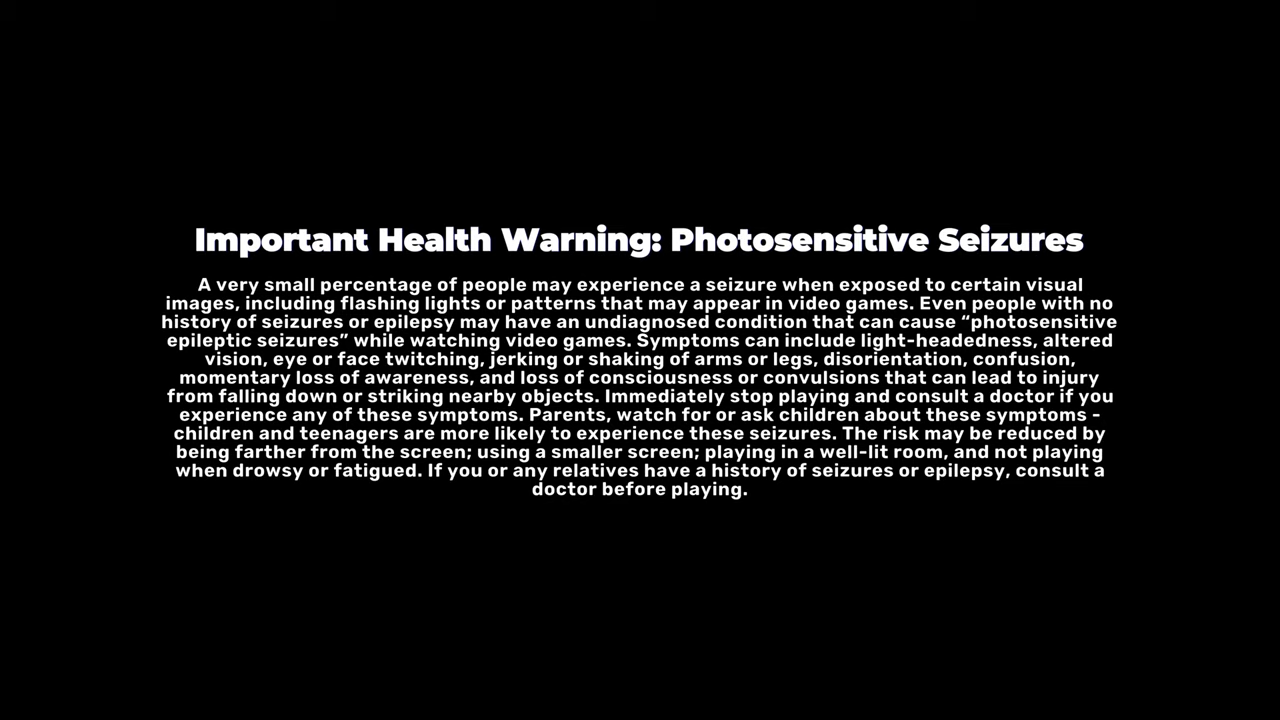 Important Health Warning: Photosensitive Seizures
A very small percentage of people may experience a seizure when exposed to certain visual
images, including flashing lights or patterns that may appear in video games. Even people with no
history of seizures or epilepsy may have an undiagnosed condition that can cause “photosensitive
epileptic seizures” while watching video games. Symptoms can include light-headedness, altered
vision, eye or face twitching, jerking or shaking of arms or legs, disorientation, confusion,
momentary loss of awareness, and loss of consciousness or convulsions that can lead to injury
from falling down or striking nearby objects. Immediately stop playing and consult a doctor if you
experience any of these symptoms. Parents, watch for or ask children about these symptoms -
children and teenagers are more likely to experience these seizures. The risk may be reduced by
being farther from the screen; using a smaller screen; playing in a well-lit room, and not playing
when drowsy or fatigued. If you or any relatives have a history of seizures or epilepsy, consult a
doctor before playing.